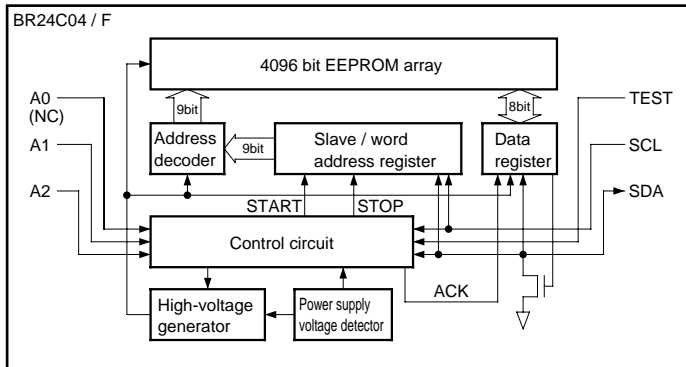 BR24C04 / F
4096 bit EEPROM array
A0
(NC)
A1
A2
9bit
8bit
TEST
SCL
SDA
Address
decoder
9bit
Slave / word
address register
Data
register
START
STOP
Control circuit
ACK
High-voltage
generator
Power supply
voltage detector